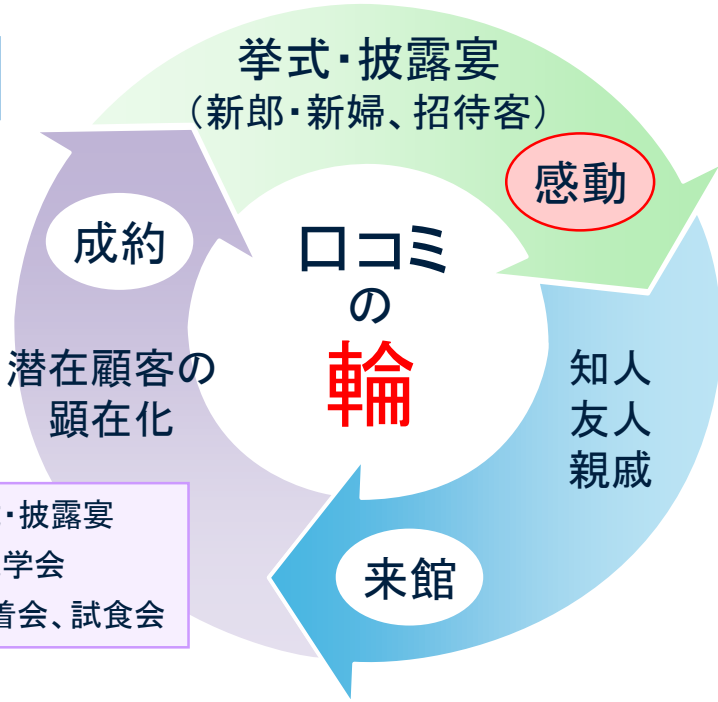 挙式・披露宴
(新郎・新婦、招待客)
感動
口コミ
の
輪
成約
潜在顧客の
顕在化
知人
友人
親戚
来館
・披露宴
学会
着会、試食会